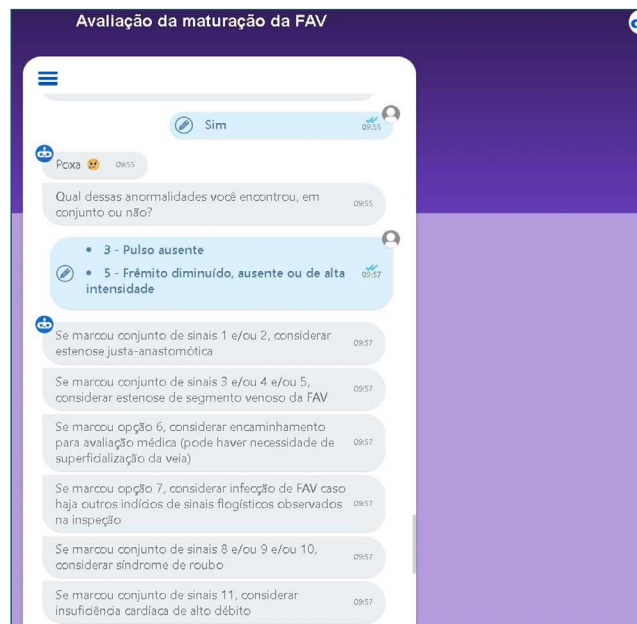 Avaliação da maturação da FAV
Sim
09:55
Poxa 😢 09:55
Qual dessas anormalidades você encontrou, em
conjunto ou não?
09:55
• 3 - Pulso ausente
• 5 - Frêmito diminuído, ausente ou de alta
intensidade
09:57
Se marcou conjunto de sinais 1 e/ou 2, considerar
estenose justa-anastomótica
09:57
Se marcou conjunto de sinais 3 e/ou 4 e/ou 5,
considerar estenose de segmento venoso da FAV
09:57
Se marcou opção 6, considerar encaminhamento
para avaliação médica (pode haver necessidade de
superficialização da veia)
09:57
Se marcou opção 7, considerar infecção de FAV caso
haja outros indícios de sinais flogísticos observados
na inspeção
09:57
Se marcou conjunto de sinais 8 e/ou 9 e/ou 10,
considerar síndrome de roubo
09:57
Se marcou conjunto de sinais 11, considerar
insuficiência cardíaca de alto débito
09:57